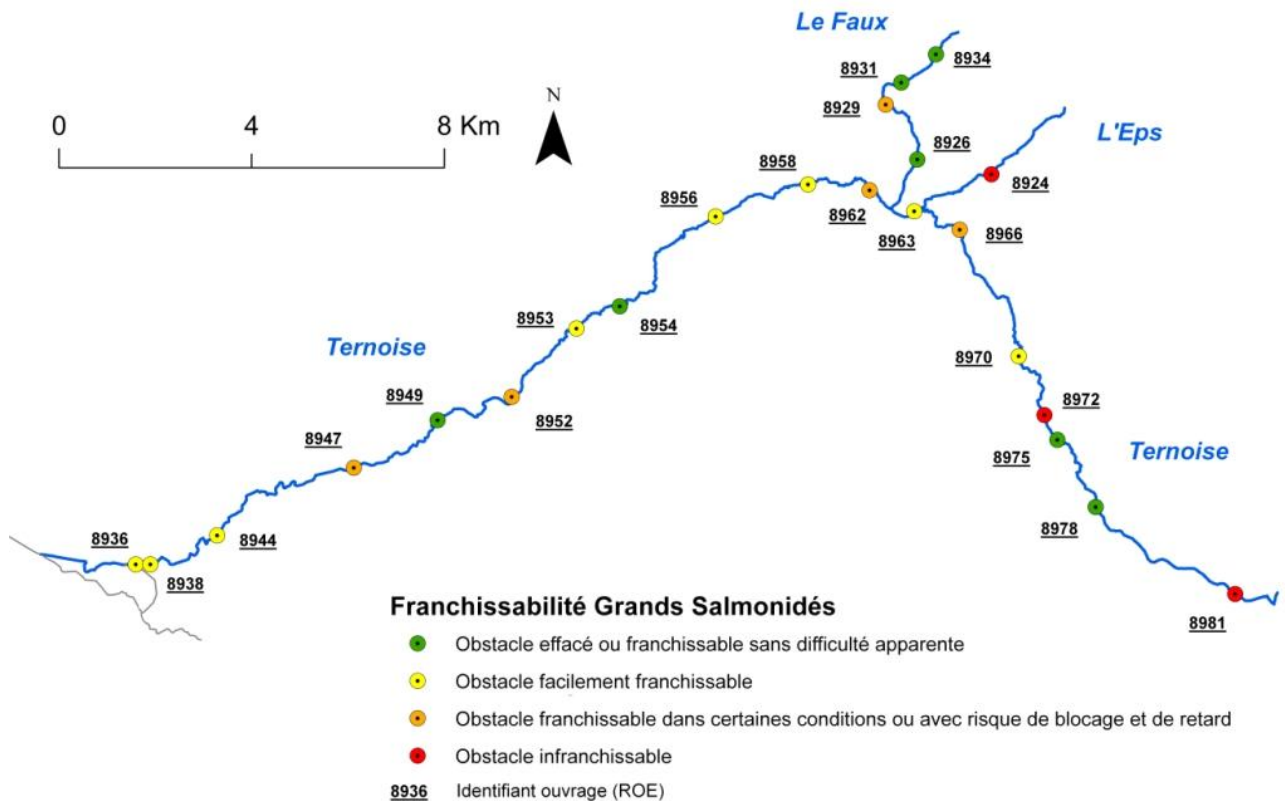 Le Faux
8934
8931
8929
N
0 4 8 Km
L'Eps
8926
8958
8924
8956
8962
8963
8966
8953
8954
Ternoise
8970
8949
8972
8952
8947
8975
Ternoise
8978
8936
8944
8938
Franchissabilité Grands Salmonidés
8981
Obstacle effacé ou franchissable sans difficulté apparente
Obstacle facilement franchissable
Obstacle franchissable dans certaines conditions ou avec risque de blocage et de retard
Obstacle infranchissable
8936 Identifiant ouvrage (ROE)